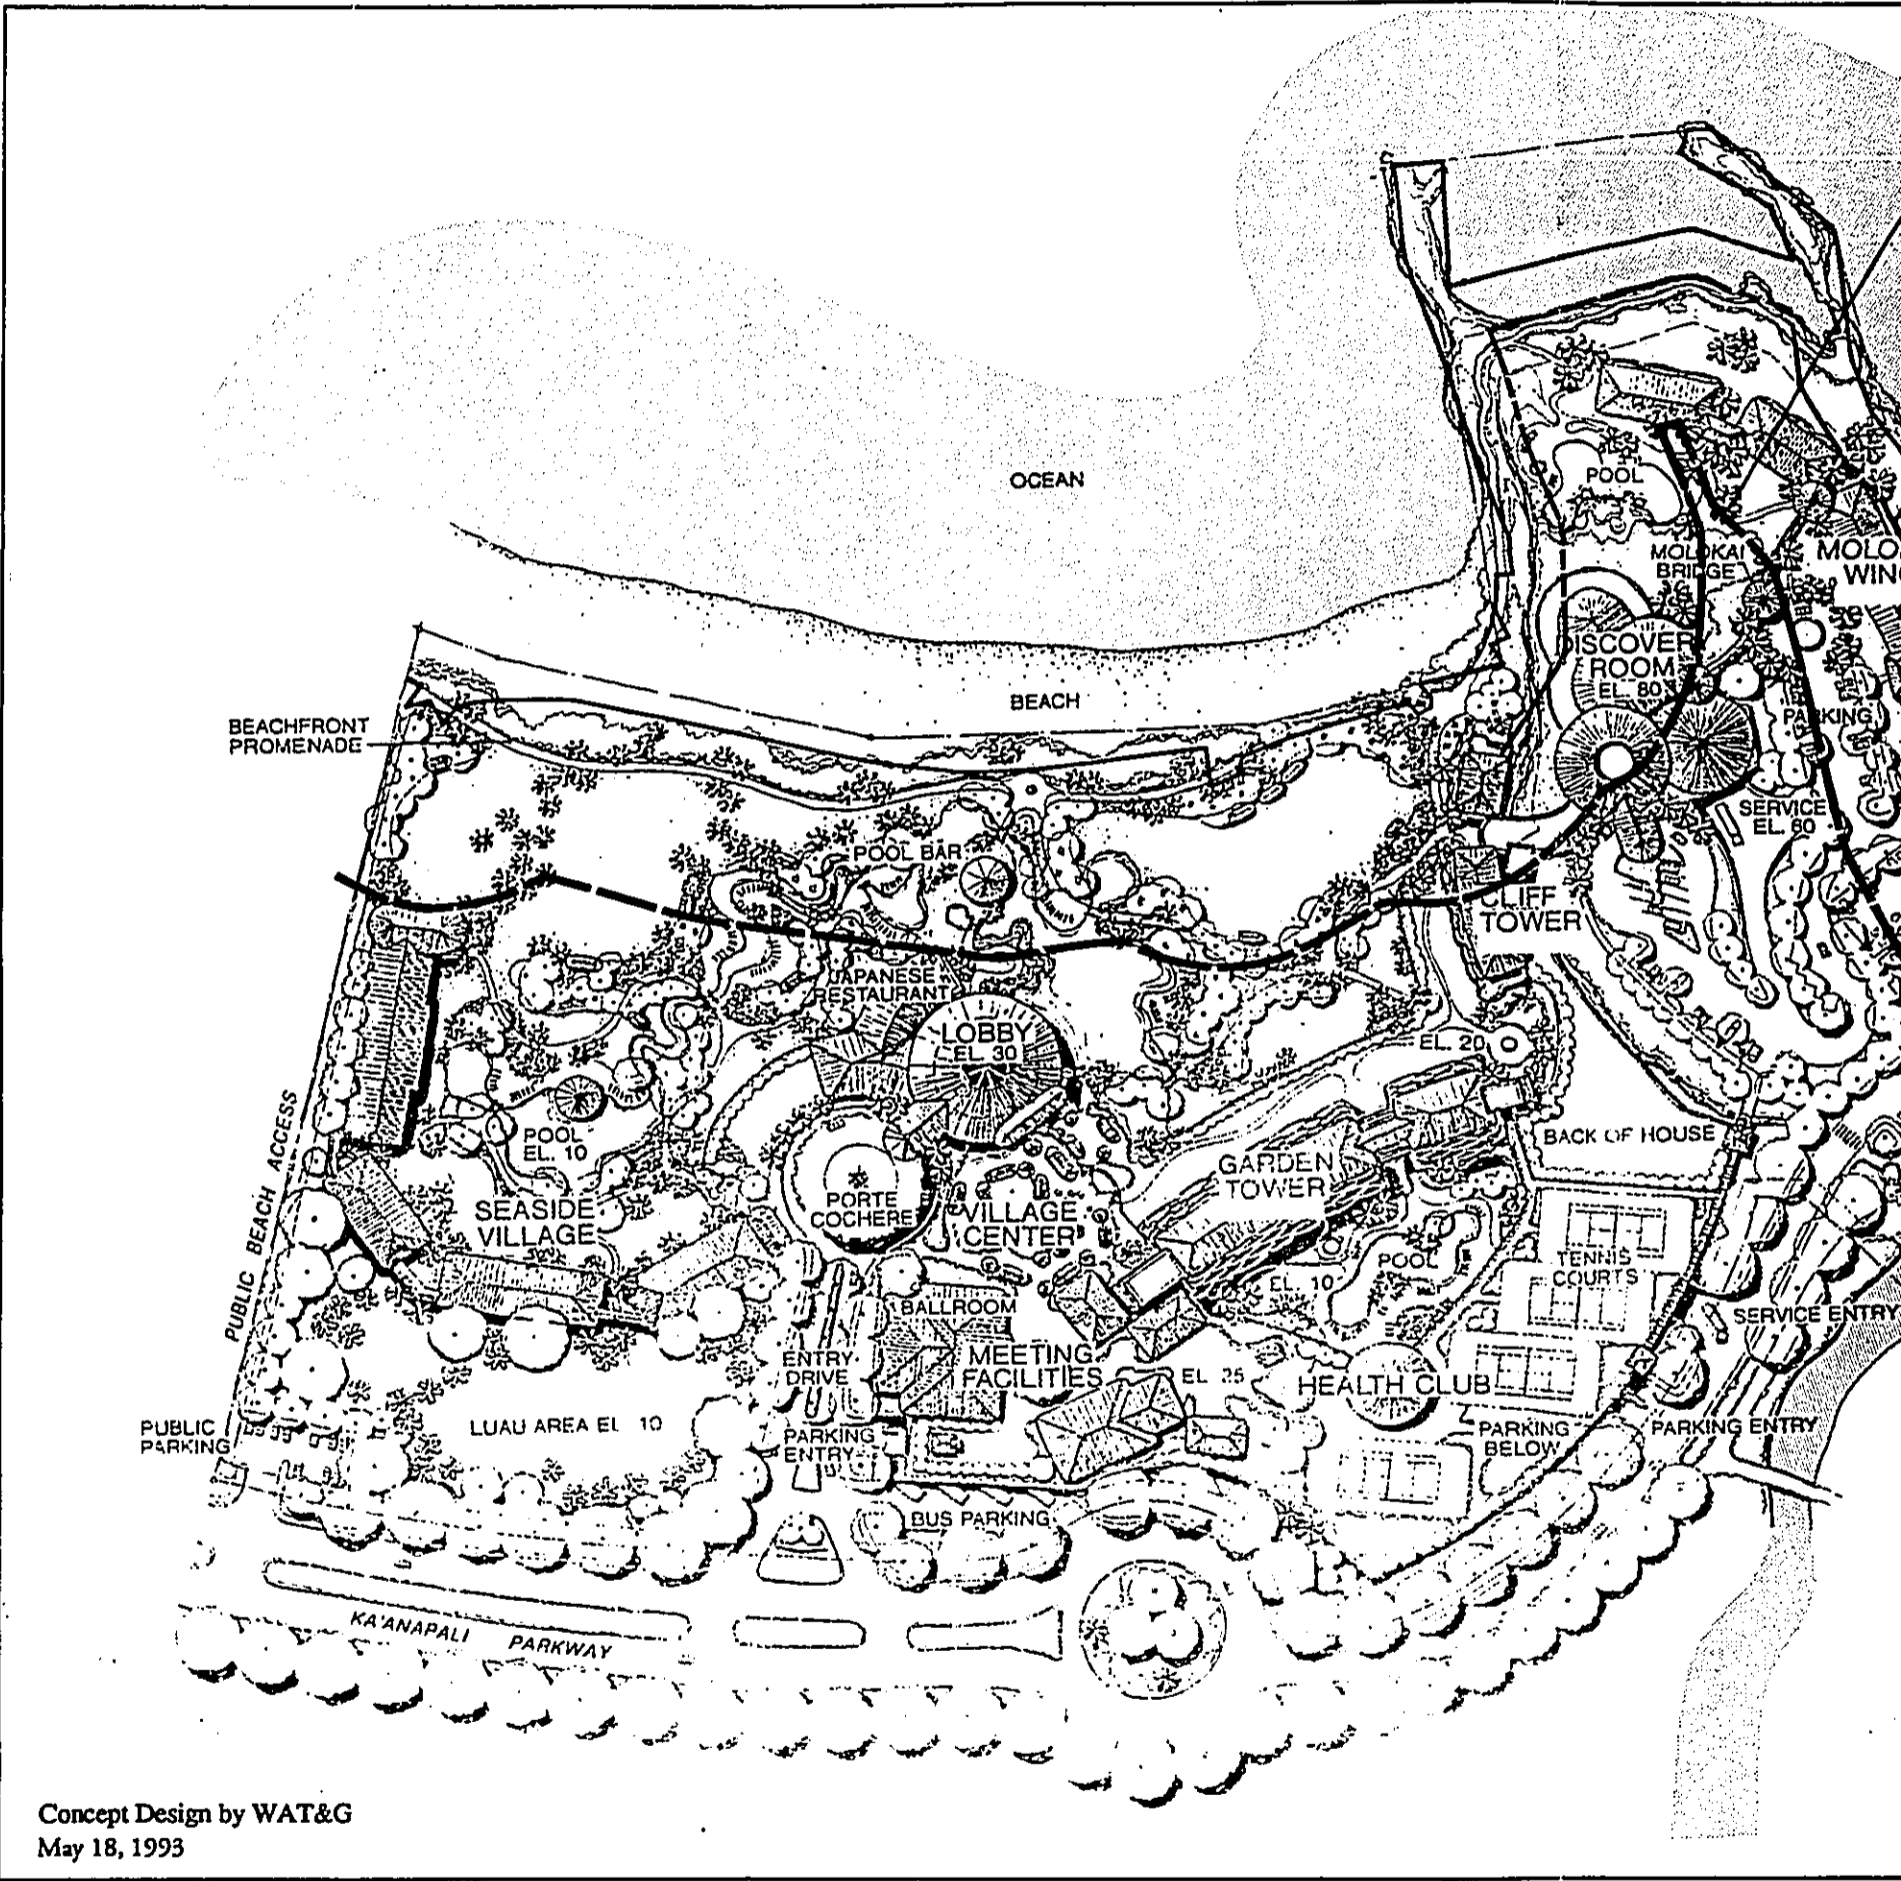 OCEAN
POOL
MOLOKAI
BRIDGE
MOLO
WIN
DISCOVER
ROOM
EL. 80
BEACH
PARKING
BEACHFRONT
PROMENADE
SERVICE
EL. 60
POOL BAR
CLIFF
TOWER
JAPANESE
RESTAURANT
LOBBY
EL. 30
EL. 20
PUBLIC BEACH ACCESS
POOL
EL. 10
BACK OF HOUSE
GARDEN
TOWER
SEASIDE
VILLAGE
PORTE
COCHERE
VILLAGE
CENTER
POOL
EL. 10
TENNIS
COURTS
BALLROOM
SERVICE ENTRY
ENTRY
DRIVE
MEETING
FACILITIES
EL 25
HEALTH CLUB
LUAU AREA EL 10
PUBLIC
PARKING
PARKING
ENTRY
PARKING
BELOW
PARKING ENTRY
BUS PARKING
KA'ANAPALI PARKWAY
Concept Design by WAT&G
May 18, 1993